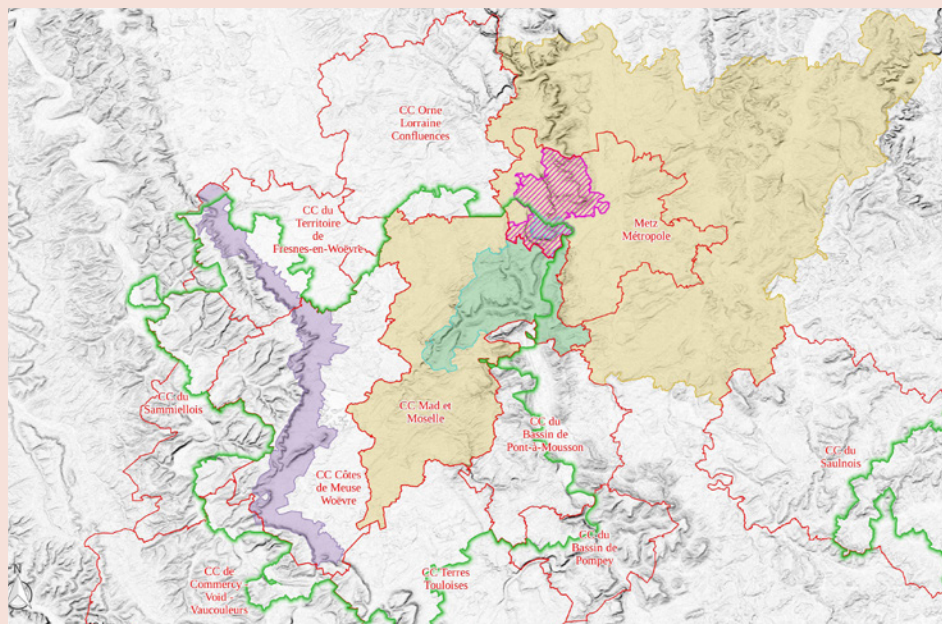 CC Orne
Lorraine
Confluences
CC du
Territoire
de
Fresnes-en-Woëvre
Metz
Métropole
CC du
Sammiellois
CC Mad et
Moselle
CC du
Bassin de
Pont-à-Mousson
CC du
Saulnois
CC Côtes
de Meuse
Woëvre
CC du
Bassin de
Pompey
CC de
Commercy
Void
Vaucouleurs
CC Terres
Touloises
N